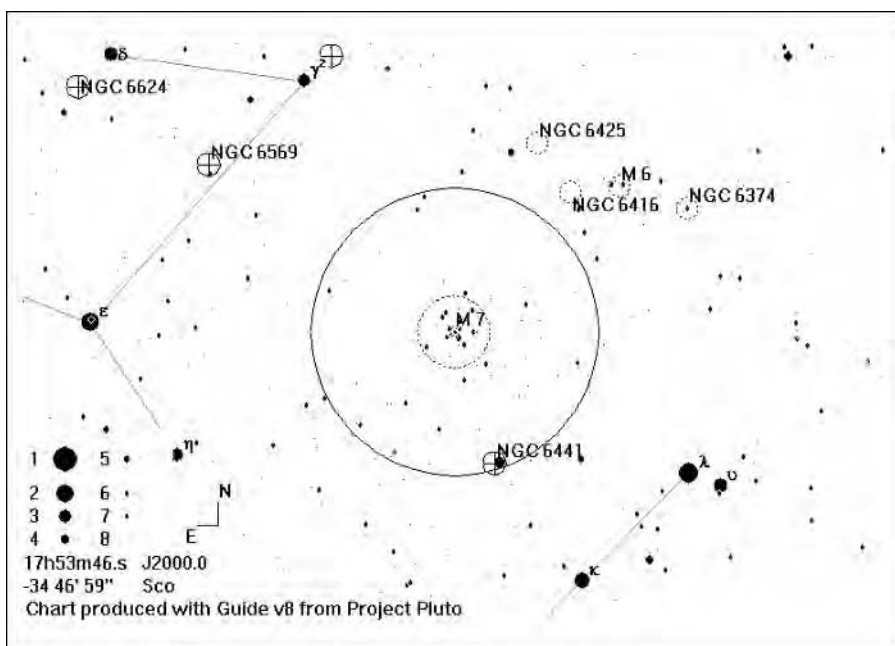 δ
γ²
NGC 6624
NGC 6425
NGC 6569
M 6
NGC 6416
NGC 6374
ε
M 7
η
NGC 6441
λ
υ
κ
1 5
2 6
3 7
4 8
N
E
17h53m46.s J2000.0
-34 46' 59" Sco
Chart produced with Guide v8 from Project Pluto